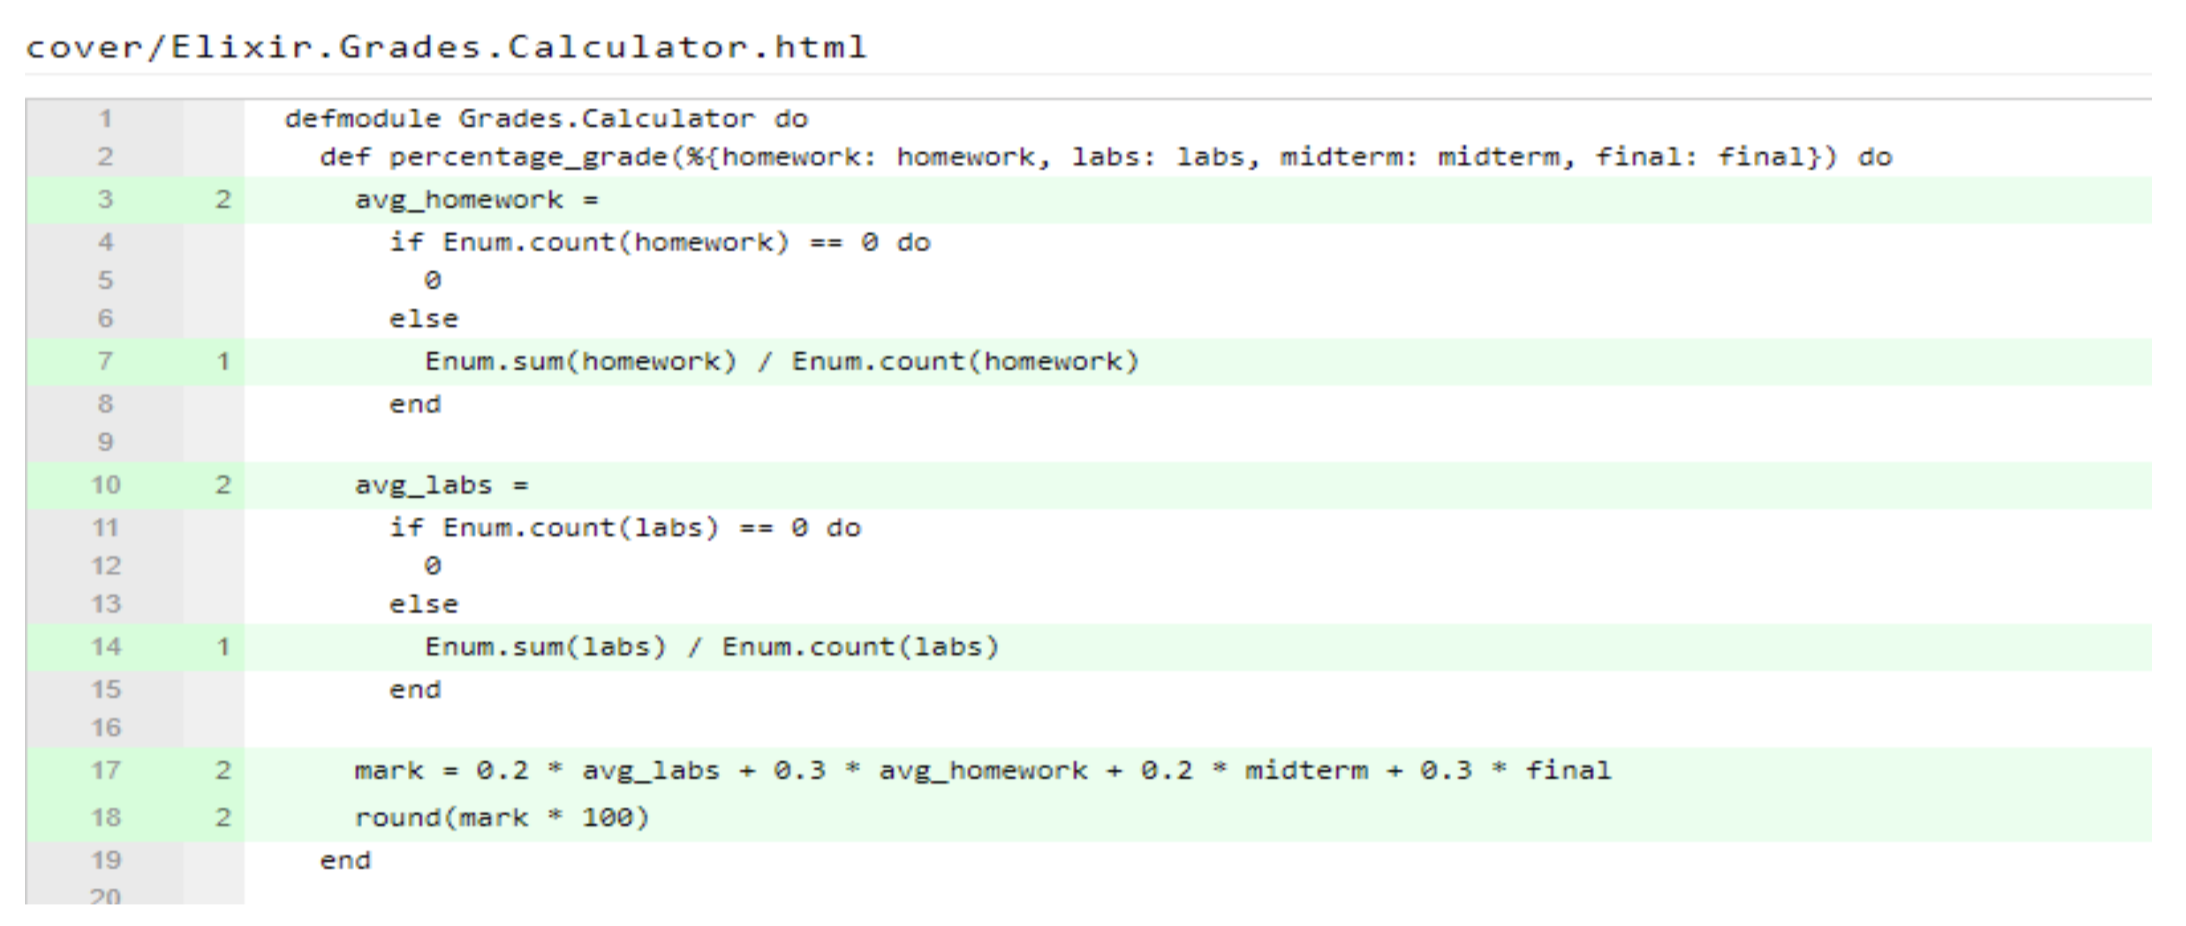 cover/Elixir.Grades.Calculator.html
1 defmodule Grades.Calculator do
2 def percentage_grade(%{homework: homework, labs: labs, midterm: midterm, final: final}) do
3 2 avg_homework =
4 if Enum.count(homework) == 0 do
5 0
6 else
7 1 Enum.sum(homework) / Enum.count(homework)
8 end
9
10 2 avg_labs =
11 if Enum.count(labs) == 0 do
12 0
13 else
14 1 Enum.sum(labs) / Enum.count(labs)
15 end
16
17 2 mark = 0.2 * avg_labs + 0.3 * avg_homework + 0.2 * midterm + 0.3 * final
18 2 round(mark * 100)
19 end
20